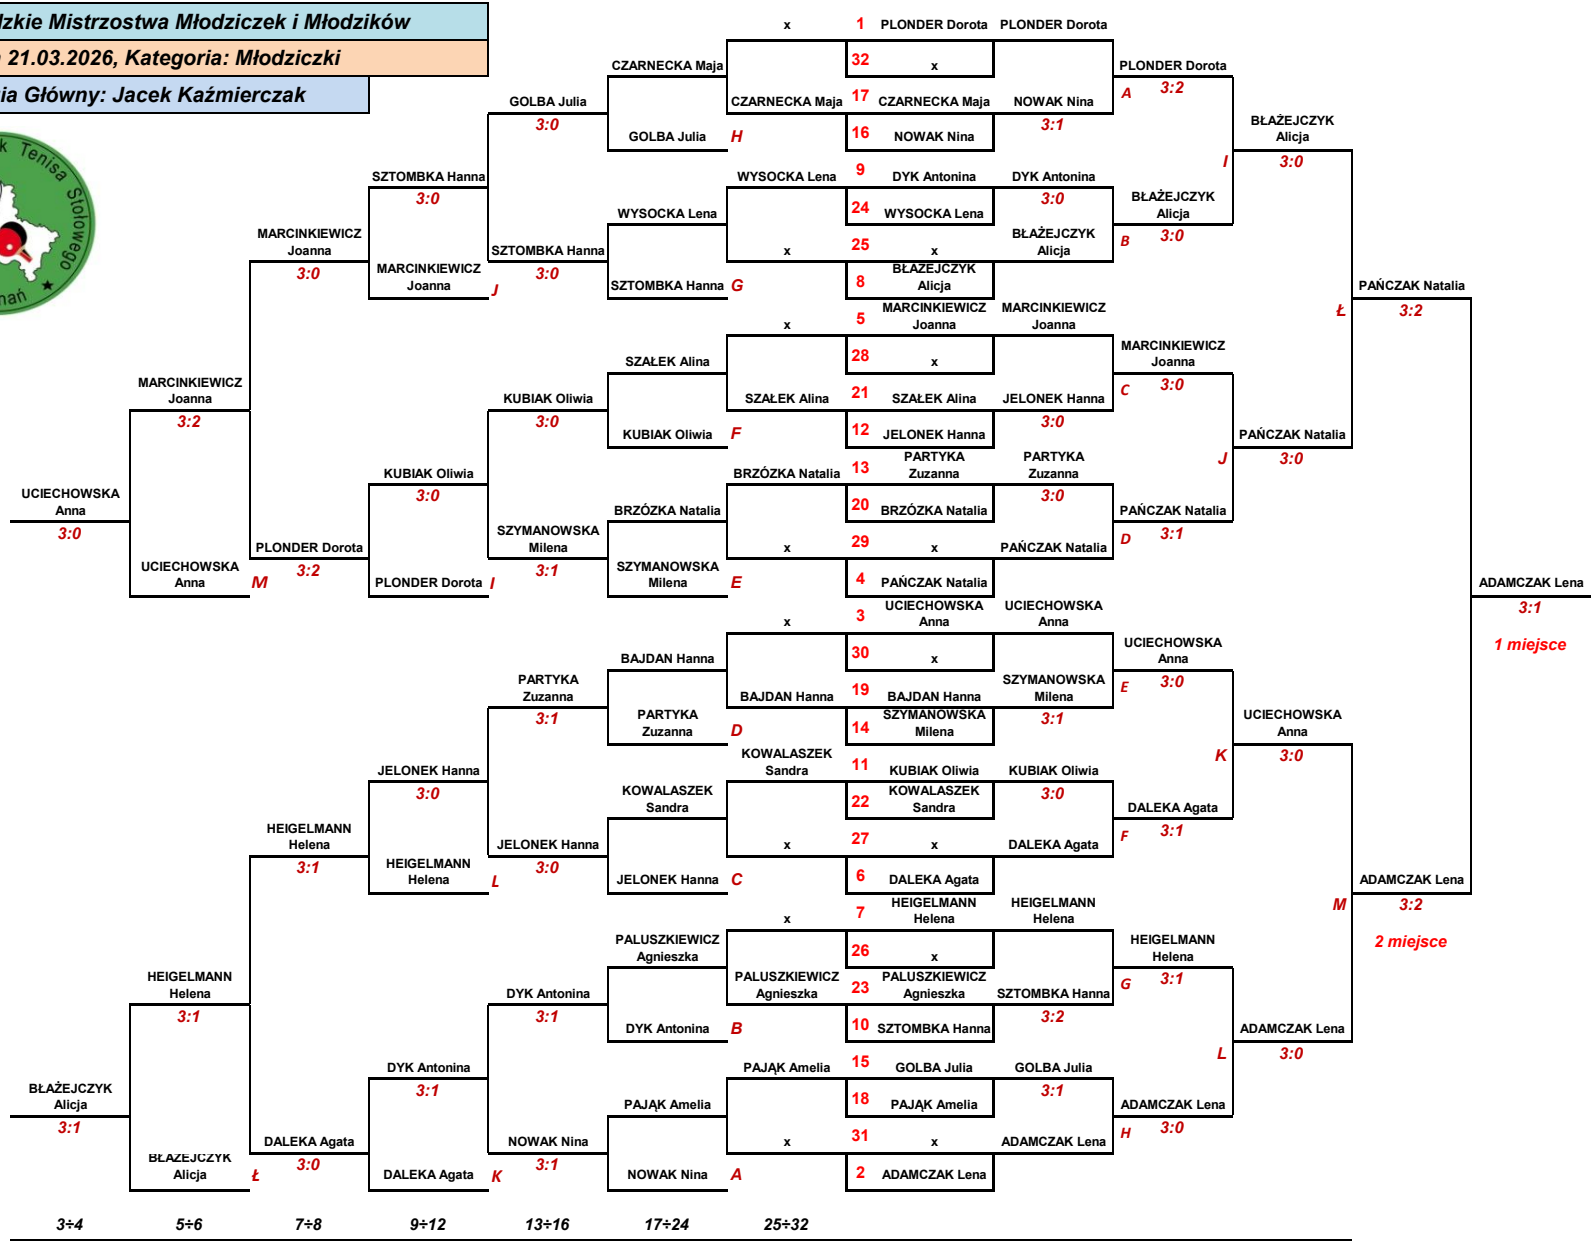 dzkie Mistrzostwa Młodziczek i Młodzików
21.03.2026, Kategoria: Młodziczki
ia Główny: Jacek Kaźmierczak
Tenisa Stołowego
x 1 PLONDER Dorota PLONDER Dorota
32 x
CZARNECKA Maja
PLONDER Dorota
A 3:2
CZARNECKA Maja 17 CZARNECKA Maja NOWAK Nina
GOLBA Julia
3:0
3:1
GOLBA Julia H 16 NOWAK Nina
BŁAŻEJCZYK
Alicja
I 3:0
WYSOCKA Lena 9 DYK Antonina DYK Antonina
SZTOMBKA Hanna
3:0
3:0
WYSOCKA Lena
24 WYSOCKA Lena
BŁAŻEJCZYK
Alicja
B 3:0
MARCINKIEWICZ
Joanna
3:0
SZTOMBKA Hanna
3:0
x 25 x
BŁAŻEJCZYK
Alicja
MARCINKIEWICZ
Joanna J
SZTOMBKA Hanna G
8 BŁAŻEJCZYK
Alicja
PAŃCZAK Natalia
Ł 3:2
x 5 MARCINKIEWICZ
Joanna
MARCINKIEWICZ
Joanna
SZAŁEK Alina
28 x
MARCINKIEWICZ
Joanna
C 3:0
MARCINKIEWICZ
Joanna
3:2
KUBIAK Oliwia
3:0
SZAŁEK Alina 21 SZAŁEK Alina JELONEK Hanna
3:0
KUBIAK Oliwia F 12 JELONEK Hanna
PAŃCZAK Natalia
J 3:0
KUBIAK Oliwia
3:0
BRZÓZKA Natalia 13 PARTYKA
Zuzanna
PARTYKA
Zuzanna
3:0
UCIECHOWSKA
Anna
3:0
BRZÓZKA Natalia
20 BRZÓZKA Natalia
PAŃCZAK Natalia
D 3:1
PLONDER Dorota
3:2
SZYMANOWSKA
Milena
3:1
x 29 x PAŃCZAK Natalia
UCIECHOWSKA
Anna M
PLONDER Dorota I
SZYMANOWSKA
Milena E
4 PAŃCZAK Natalia
ADAMCZAK Lena
3:1
1 miejsce
x 3 UCIECHOWSKA
Anna
UCIECHOWSKA
Anna
BAJDAN Hanna
30 x
UCIECHOWSKA
Anna
E 3:0
PARTYKA
Zuzanna
3:1
BAJDAN Hanna 19 BAJDAN Hanna
SZYMANOWSKA
Milena
3:1
PARTYKA
Zuzanna D
14 SZYMANOWSKA
Milena
UCIECHOWSKA
Anna
K 3:0
JELONEK Hanna
3:0
KOWALASZEK
Sandra
11 KUBIAK Oliwia KUBIAK Oliwia
3:0
KOWALASZEK
Sandra
22 KOWALASZEK
Sandra
DALEKA Agata
F 3:1
HEIGELMANN
Helena
3:1
JELONEK Hanna
3:0
x 27 x DALEKA Agata
HEIGELMANN
Helena L
JELONEK Hanna C 6 DALEKA Agata
ADAMCZAK Lena
M 3:2
2 miejsce
x 7 HEIGELMANN
Helena
HEIGELMANN
Helena
PALUSZKIEWICZ
Agnieszka
26 x
HEIGELMANN
Helena
G 3:1
HEIGELMANN
Helena
3:1
DYK Antonina
3:1
PALUSZKIEWICZ
Agnieszka
23 PALUSZKIEWICZ
Agnieszka
SZTOMBKA Hanna
3:2
DYK Antonina B 10 SZTOMBKA Hanna
ADAMCZAK Lena
L 3:0
DYK Antonina
3:1
PAJĄK Amelia 15 GOLBA Julia GOLBA Julia
3:1
BŁAŻEJCZYK
Alicja
3:1
PAJĄK Amelia
18 PAJĄK Amelia
ADAMCZAK Lena
H 3:0
DALEKA Agata
3:0
NOWAK Nina
3:1
x 31 x ADAMCZAK Lena
BŁAŻEJCZYK
Alicja Ł
DALEKA Agata K
NOWAK Nina A 2 ADAMCZAK Lena
3÷4 5÷6 7÷8 9÷12 13÷16 17÷24 25÷32